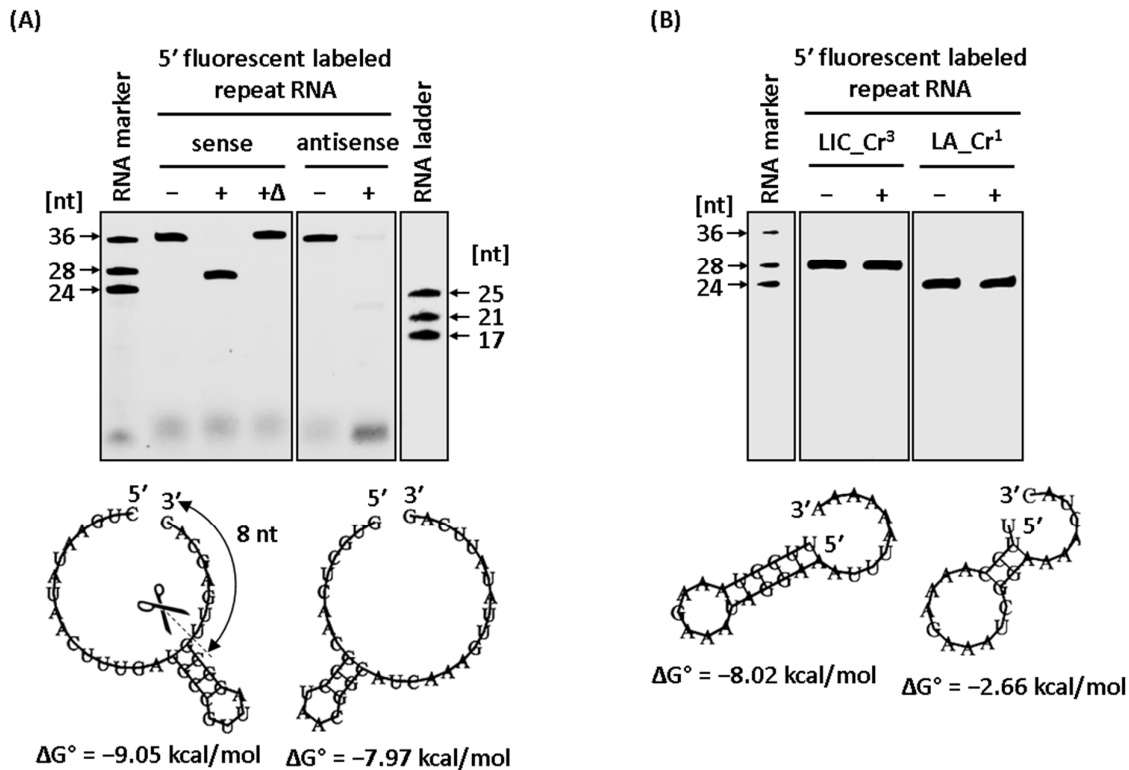 (A)
5′ fluorescent labeled
repeat RNA
RNA marker
sense
antisense
RNA ladder
[nt]
− + +Δ − +
36
28
24
[nt]
25
21
17
5′ 3′
8 nt
5′ 3′
ΔG° = −9.05 kcal/mol
ΔG° = −7.97 kcal/mol
(B)
5′ fluorescent labeled
repeat RNA
RNA marker
LIC_Cr³
LA_Cr¹
[nt]
− + − +
36
28
24
3′
5′
3′
5′
ΔG° = −8.02 kcal/mol
ΔG° = −2.66 kcal/mol